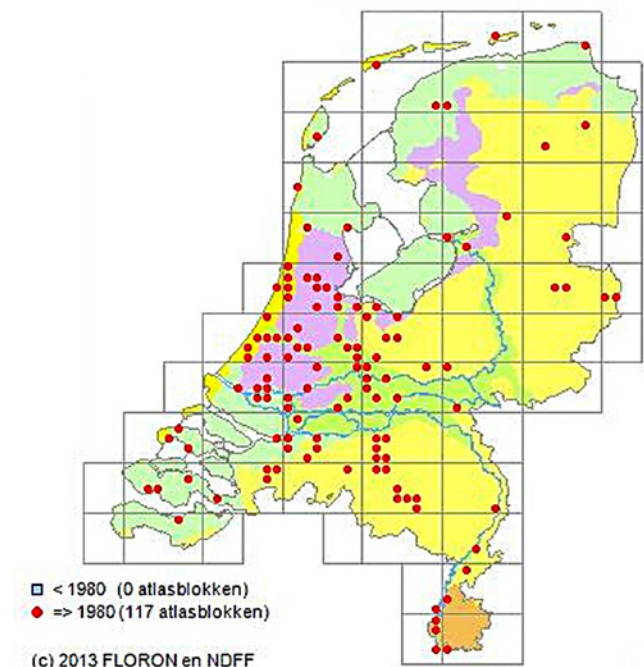 < 1980 (0 atlasblokken)
=> 1980 (117 atlasblokken)
(c) 2013 FLORON en NDFF